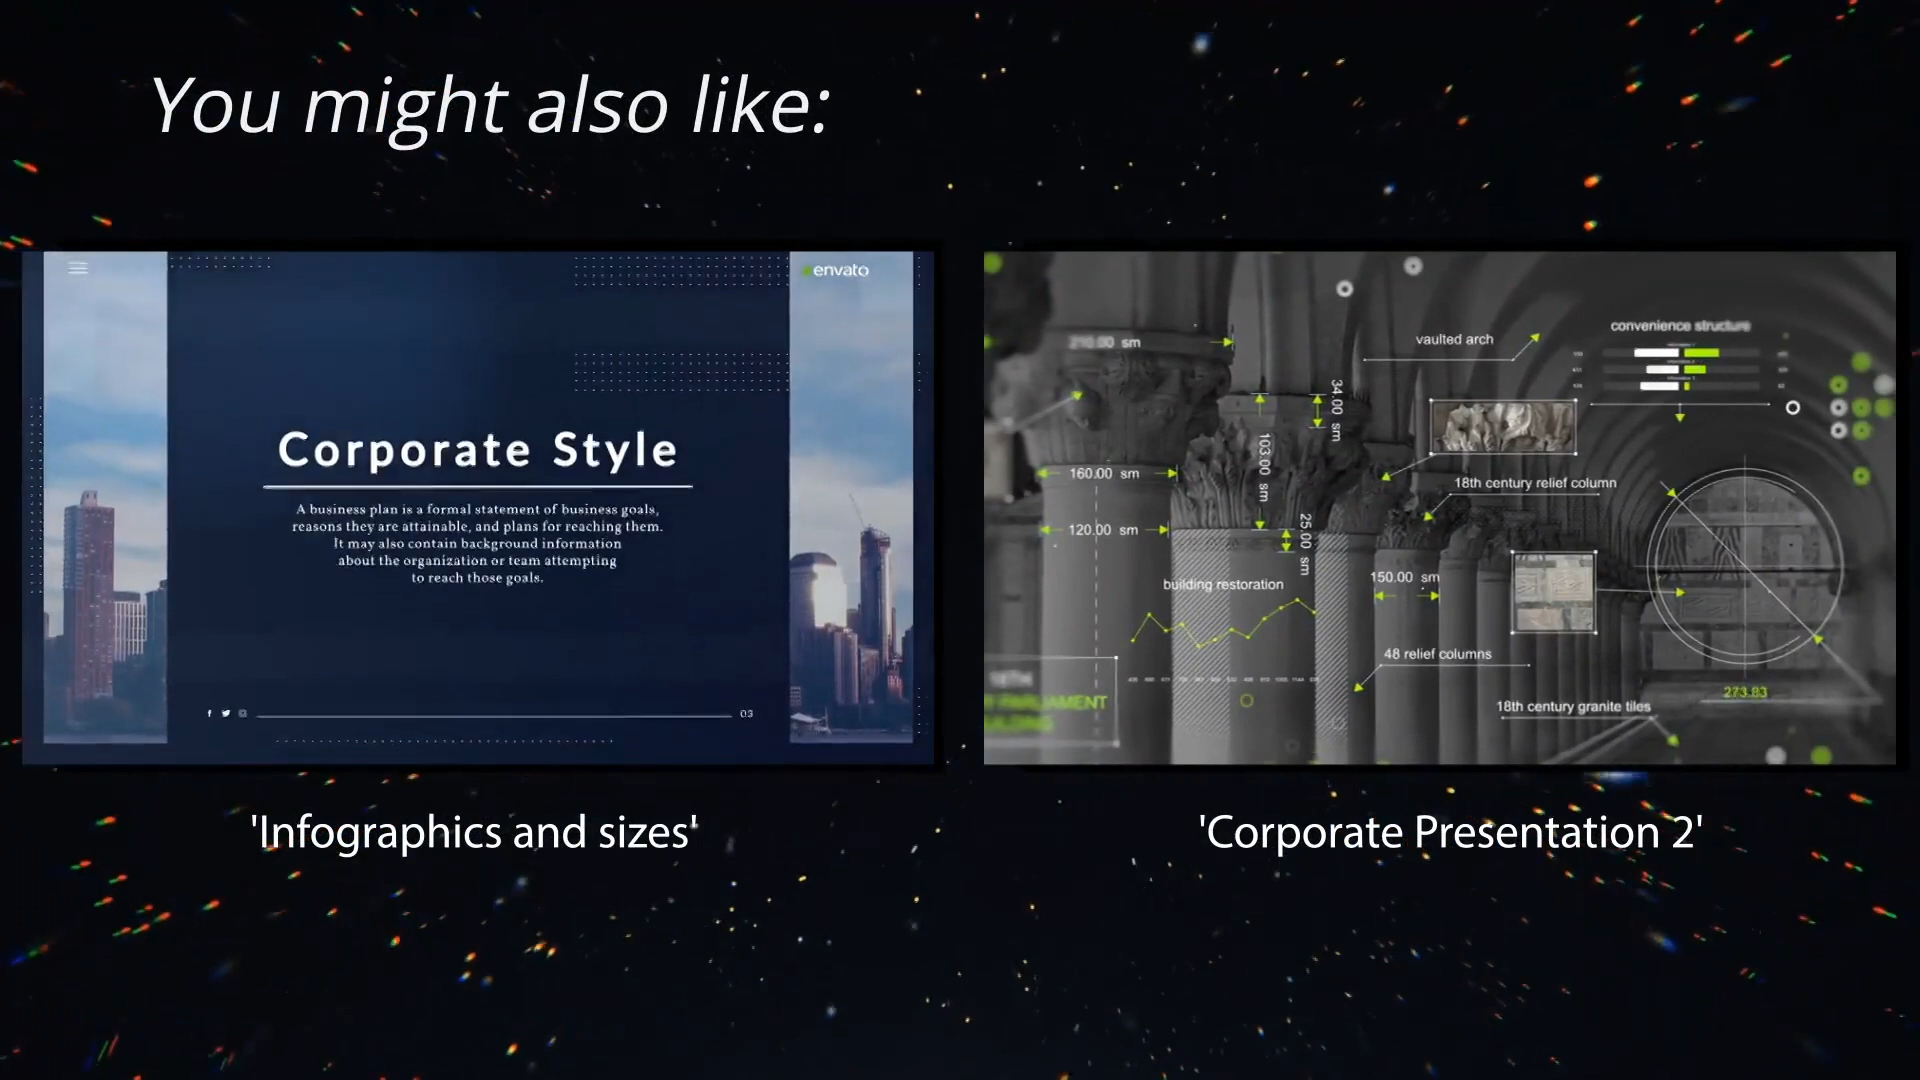 You might also like:
envato
Corporate Style
A business plan is a formal statement of business goals,
reasons they are attainable, and plans for reaching them.
It may also contain background information
about the organization or team attempting
to reach those goals.
03
'Infographics and sizes'
210.00 sm
vaulted arch
convenience structure
34.00 sm
103.00 sm
160.00 sm
18th century relief column
120.00 sm
25.00 sm
building restoration
150.00 sm
48 relief columns
PARLIAMENT
273.83
18th century granite tiles
'Corporate Presentation 2'